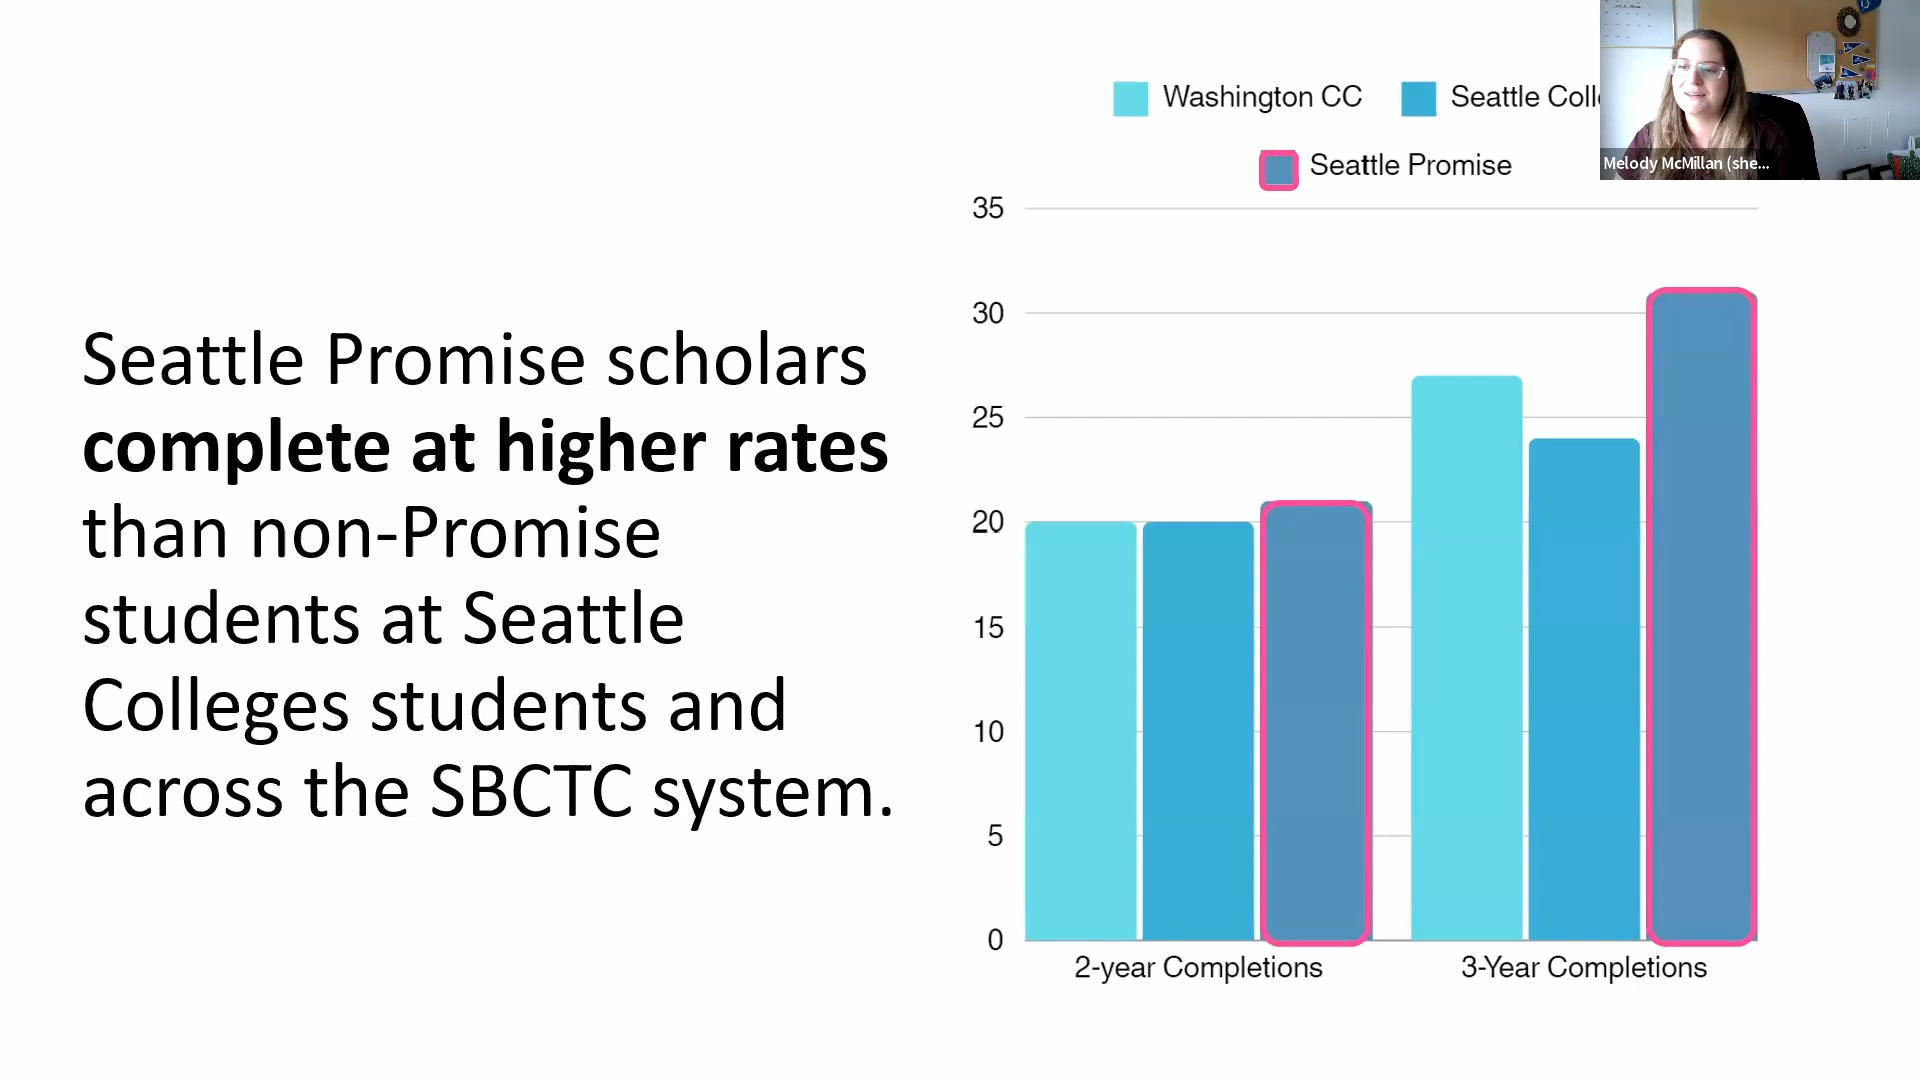 Seattle Promise scholars
complete at higher rates
than non-Promise
students at Seattle
Colleges students and
across the SBCTC system.
Washington CC
Seattle Coll
Seattle Promise
35
30
25
20
15
10
5
0
2-year Completions
3-Year Completions
Melody McMillan (she...